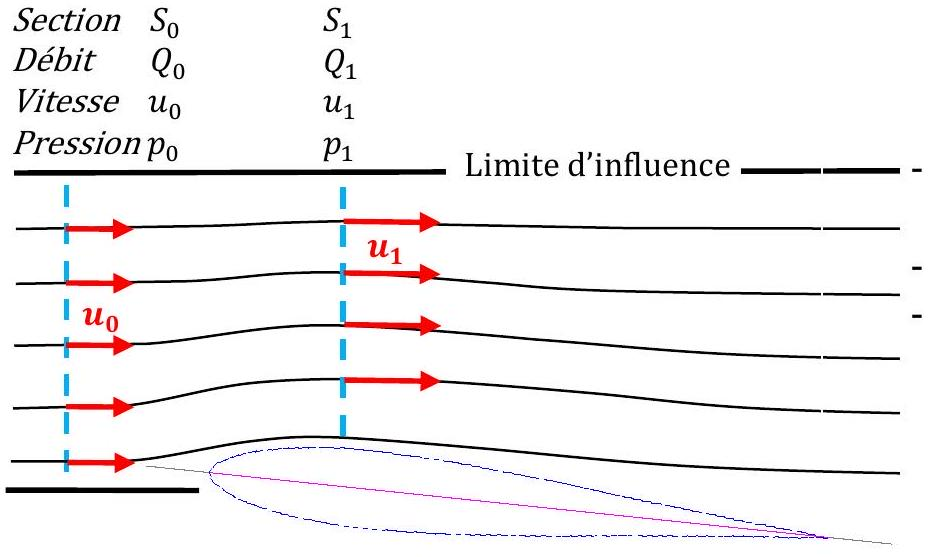 Section S₀ S₁
Débit Q₀ Q₁
Vitesse u₀ u₁
Pression p₀ p₁
Limite d’influence
-
u₁
-
u₀
-